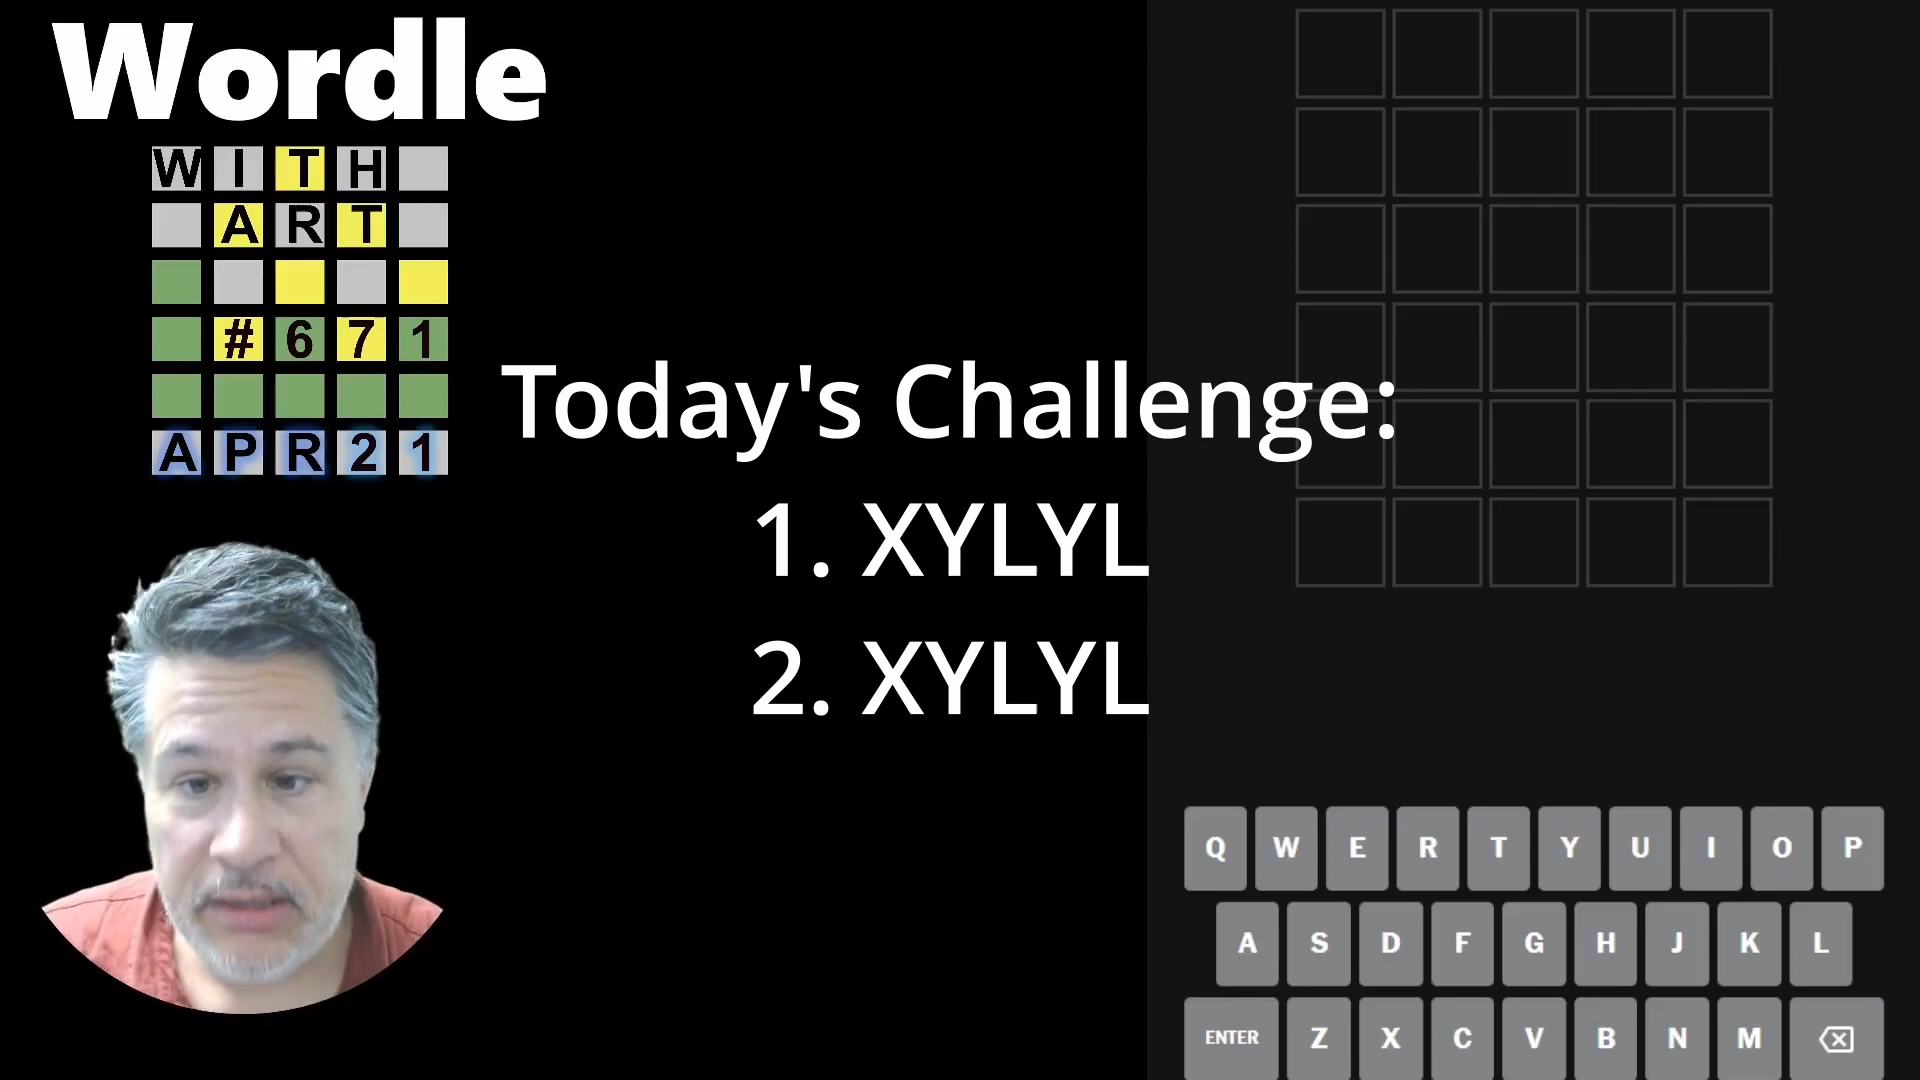 Wordle
WITH
ART
#671
APR21
Today's Challenge:
1. XYLYL
2. XYLYL
Q W E R T Y U I O P
A S D F G H J K L
ENTER Z X C V B N M